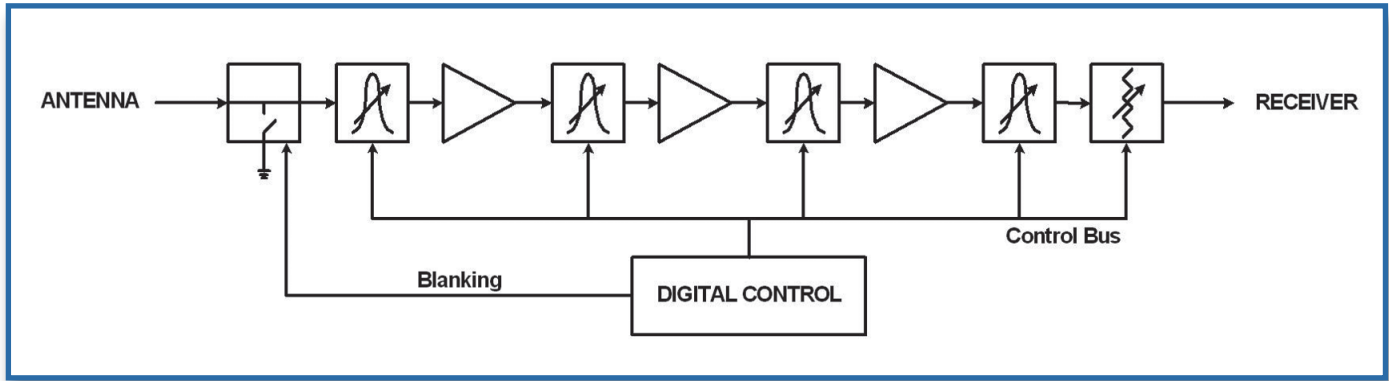 ANTENNA
RECEIVER
Control Bus
Blanking
DIGITAL CONTROL